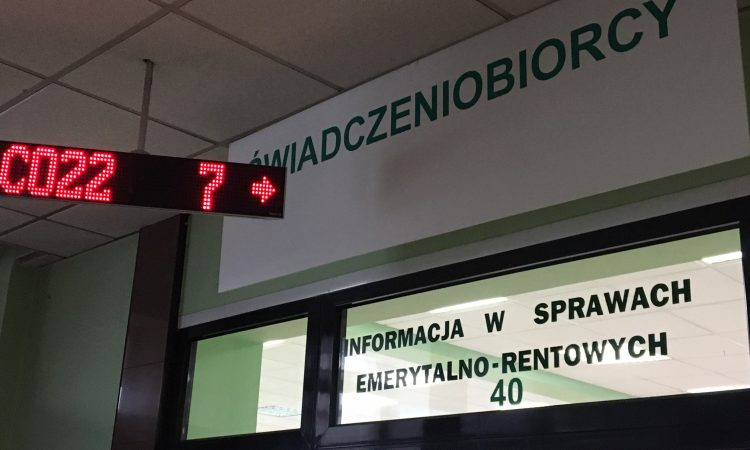 ŚWIADCZENIOBIORCY
C022 7 →
INFORMACJA W SPRAWACH
EMERYTALNO-RENTOWYCH
40